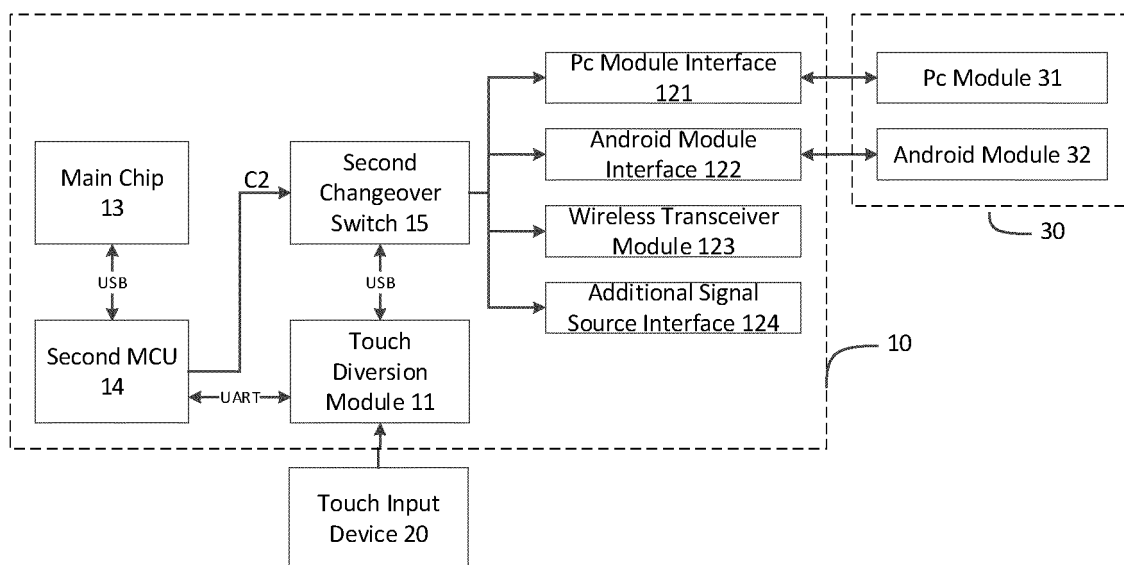 Pc Module Interface
121
Pc Module 31
Android Module
Interface 122
Android Module 32
Main Chip
13
C2
Second
Changeover
Switch 15
Wireless Transceiver
Module 123
30
USB
USB
Additional Signal
Source Interface 124
10
Second MCU
14
UART
Touch
Diversion
Module 11
Touch Input
Device 20